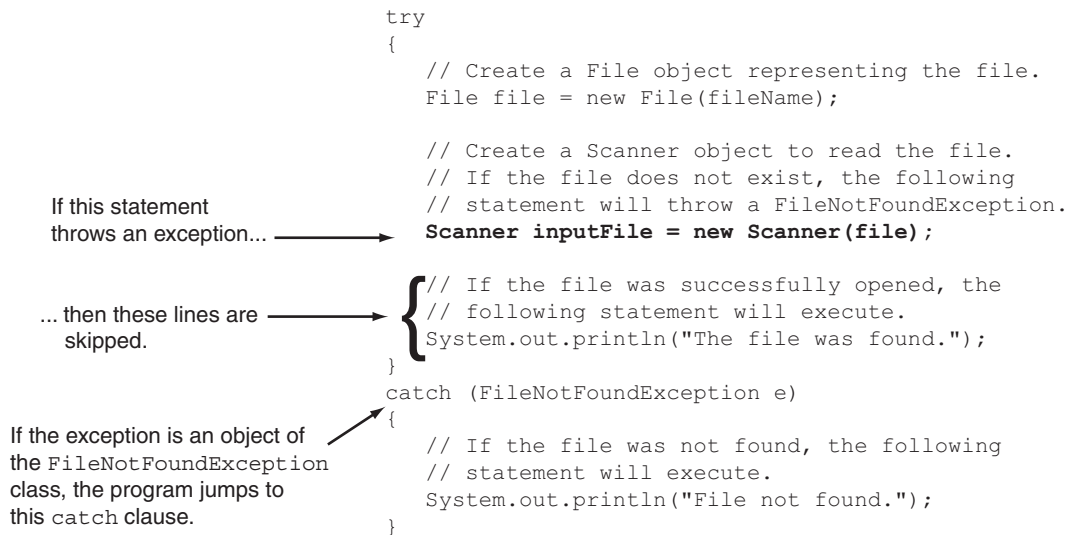 try
{
// Create a File object representing the file.
File file = new File(fileName);
// Create a Scanner object to read the file.
// If the file does not exist, the following
// statement will throw a FileNotFoundException.
If this statement
throws an exception...
Scanner inputFile = new Scanner(file);
// If the file was successfully opened, the
// following statement will execute.
System.out.println("The file was found.");
... then these lines are
skipped.
}
catch (FileNotFoundException e)
{
If the exception is an object of
the FileNotFoundException
class, the program jumps to
this catch clause.
// If the file was not found, the following
// statement will execute.
System.out.println("File not found.");
}